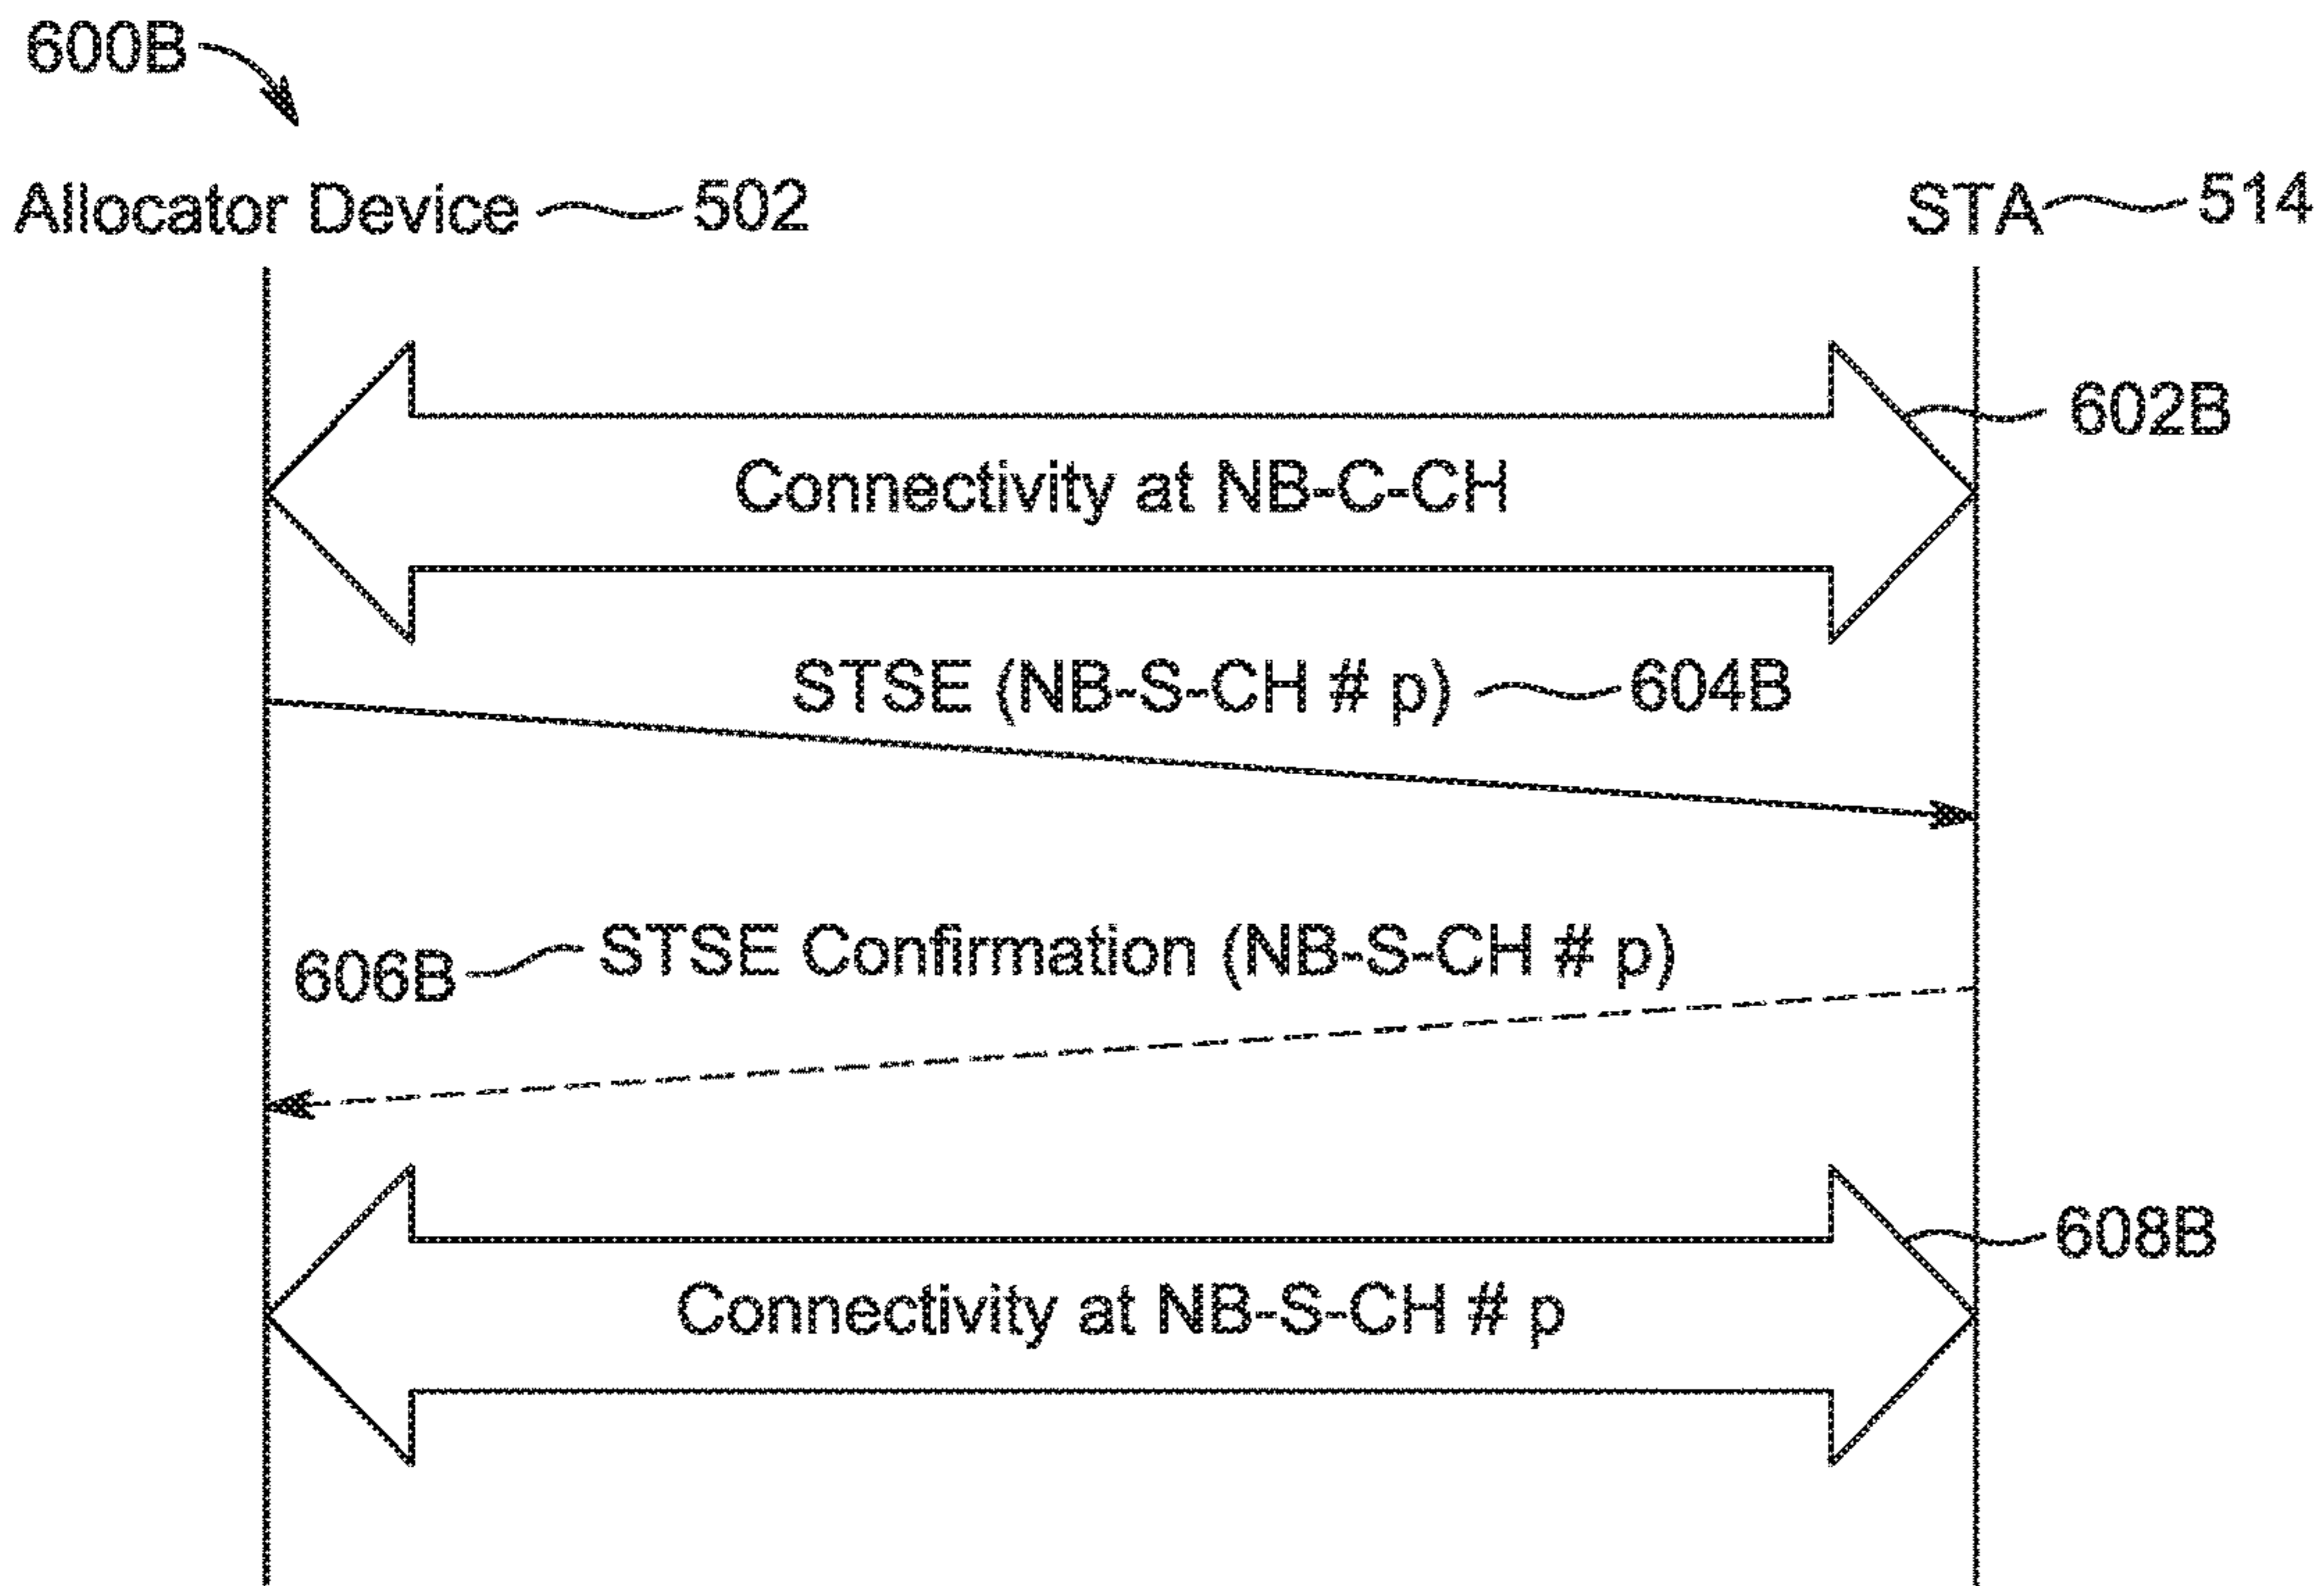 600B
Allocator Device 502
STA 514
602B
Connectivity at NB-C-CH
STSE (NB-S-CH # p) 604B
606B STSE Confirmation (NB-S-CH # p)
608B
Connectivity at NB-S-CH # p